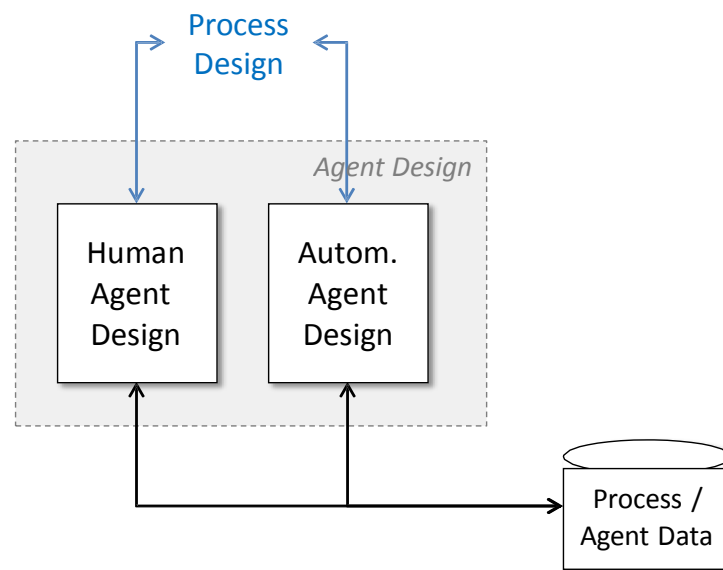 Process
Design
Agent Design
Human
Agent
Design
Autom.
Agent
Design
Process /
Agent Data